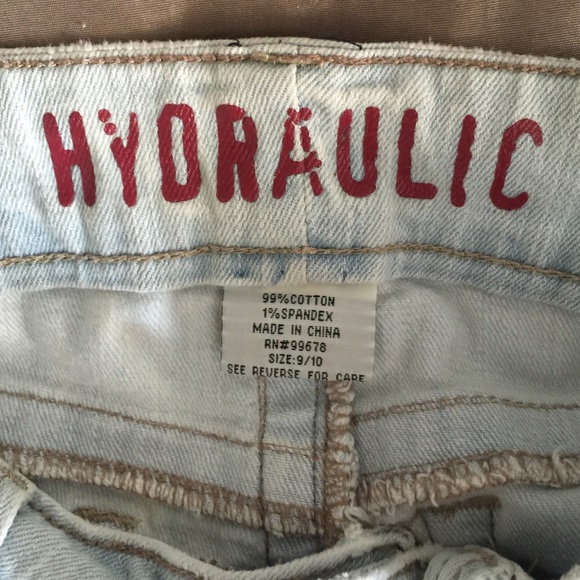 HYDRAULIC
99%COTTON
1%SPANDEX
MADE IN CHINA
RN#99678
SIZE:9/10
SEE REVERSE FOR CARE